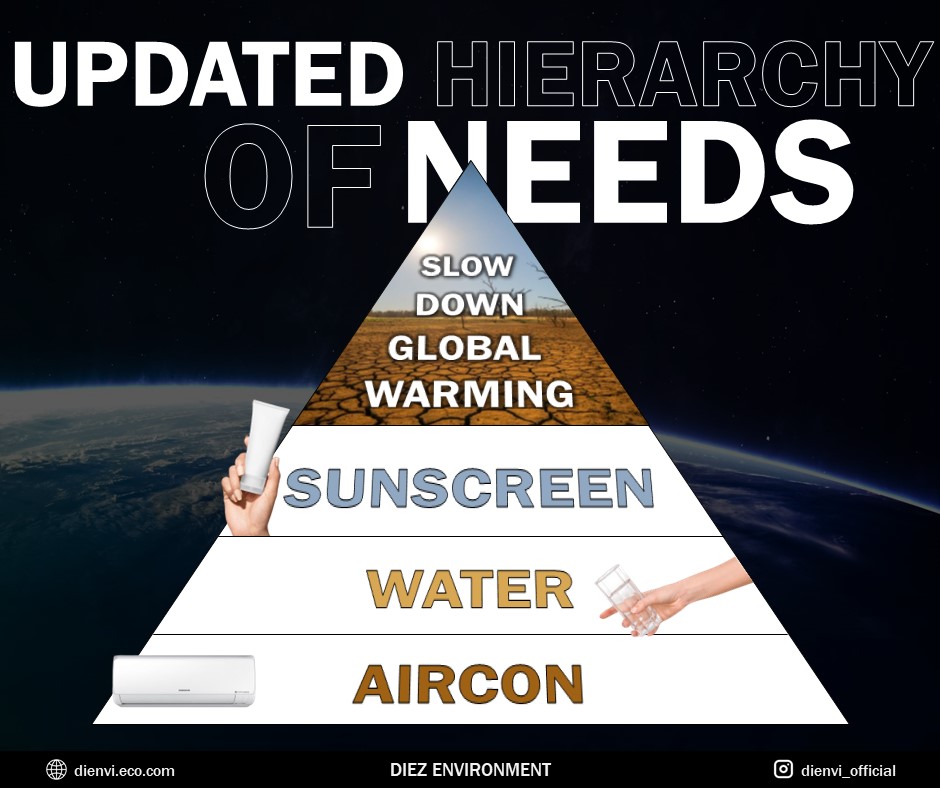 UPDATED HIERARCHY
OF NEEDS
SLOW
DOWN
GLOBAL
WARMING
SUNSCREEN
WATER
AIRCON
dienvi.eco.com
DIEZ ENVIRONMENT
dienvi_official